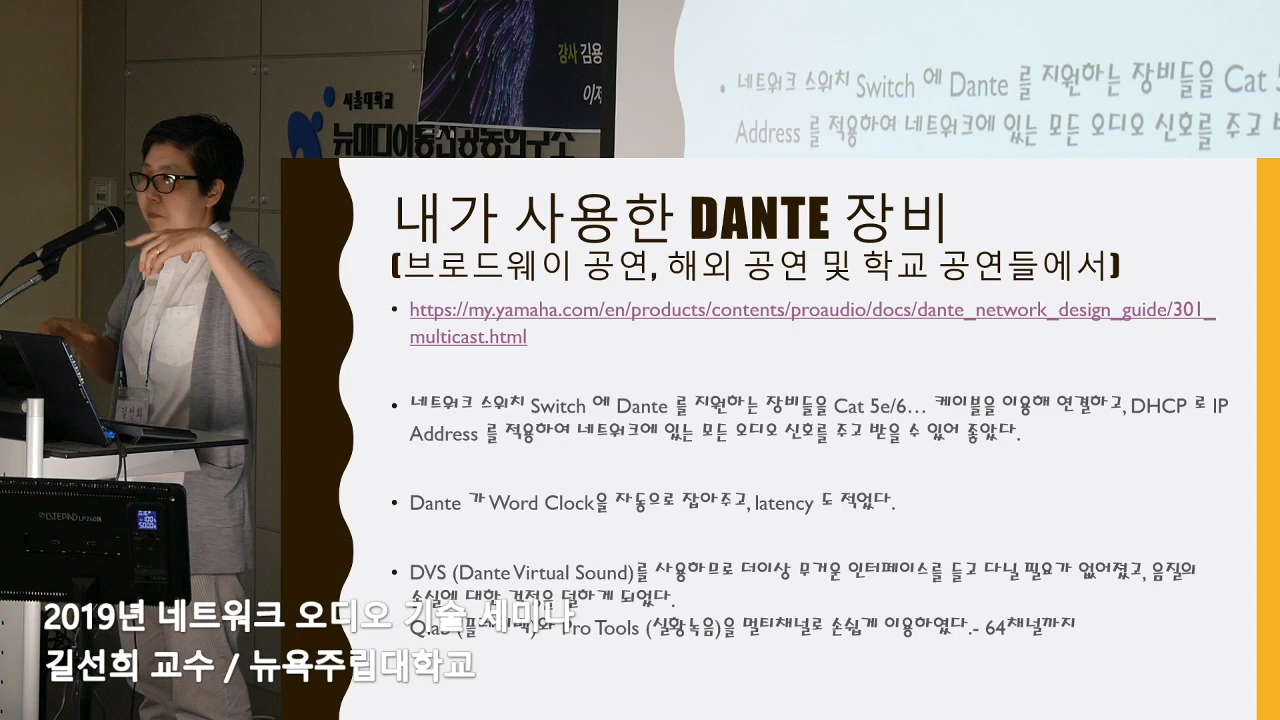 강사 김용
이
서울대학교
뉴미디어통신공동연구소
• 네트워크 스위치 Switch 에 Dante 를 지원하는 장비들을 Cat 5
Address 를 적용하여 네트워크에 있는 모든 오디오 신호를 주고
내가 사용한 DANTE 장비
(브로드웨이 공연, 해외 공연 및 학교 공연들에서)
• https://my.yamaha.com/en/products/contents/proaudio/docs/dante_network_design_guide/301_
multicast.html
• 네트워크 스위치 Switch 에 Dante 를 지원하는 장비들을 Cat 5e/6… 케이블을 이용해 연결하고, DHCP 로 IP
Address 를 적용하여 네트워크에 있는 모든 오디오 신호를 주고 받을 수 있어 좋았다.
• Dante 가 Word Clock을 자동으로 잡아주고, latency 도 적었다.
• DVS (Dante Virtual Sound)를 사용하므로 더이상 무거운 인터페이스를 들고 다닐 필요가 없어졌고, 음질의
손실에 대한 걱정을 덜하게 되었다.
Pro Tools (실황녹음)을 멀티채널로 손쉽게 이용하였다.- 64채널까지
길선희
LITEPAD LP260
2019년 네트워크 오디오 기술 세미나
길선희 교수 / 뉴욕주립대학교